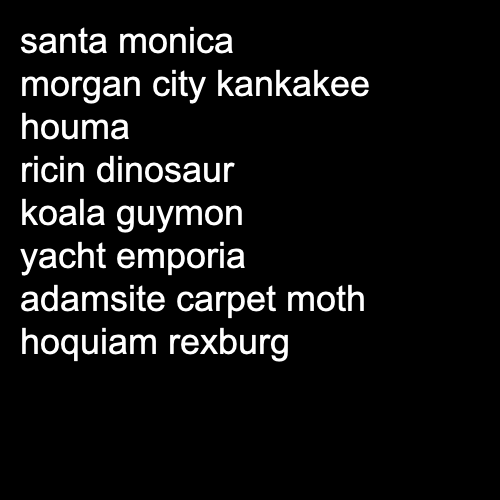 santa monica
morgan city kankakee
houma
ricin dinosaur
koala guymon
yacht emporia
adamsite carpet moth
hoquiam rexburg